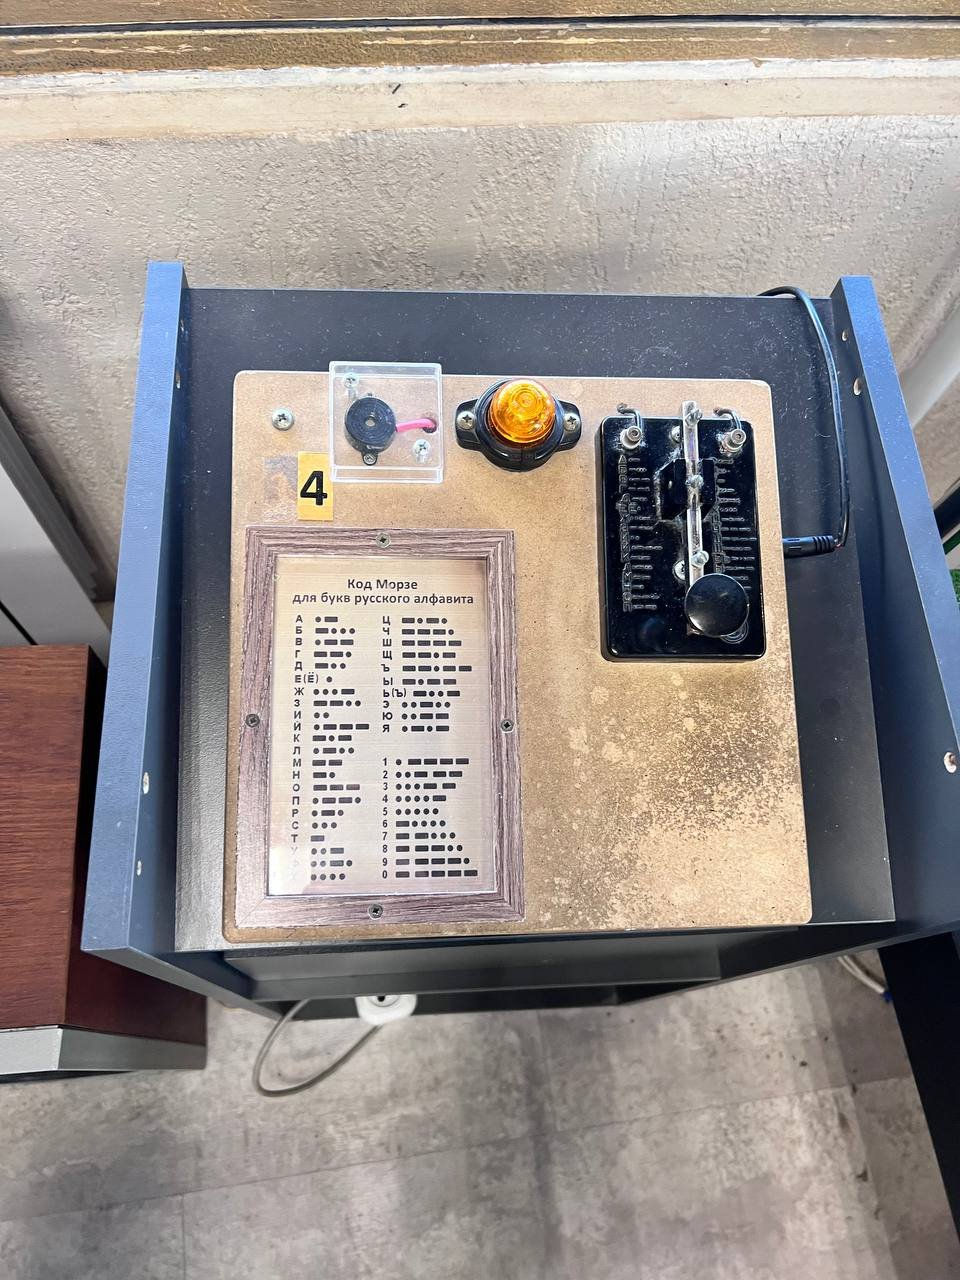 4
Код Морзе
для букв русского алфавита
А •—
Б —•••
В •——
Г ——•
Д —••
Е(Ё) •
Ж •••—
З ——••
И ••
Й •———
К —•—
Л •—••
М ——
Н —•
О ———
П •——•
Р •—•
С •••
Т —
Ц —•—•
Ч ———•
Ш ————
Щ ——•—
Ъ ——•——
Ы —•——
Ь(Ъ) —••—
Э ••—••
Ю ••——
Я •—•—
1 •————
2 ••———
3 •••——
4 ••••—
5 •••••
6 —••••
7 ——•••
8 ———••
9 ————•
0 —————